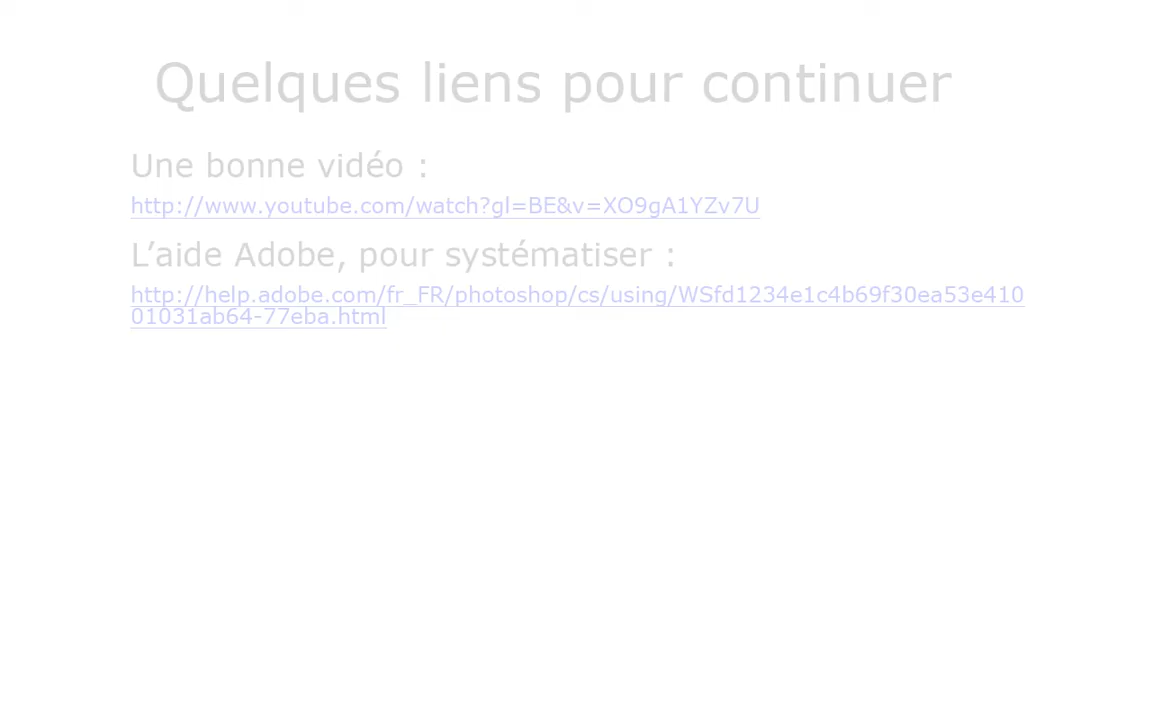 Quelques liens pour continuer
Une bonne vidéo :
http://www.youtube.com/watch?gl=BE&v=XO9gA1YZv7U
L’aide Adobe, pour systématiser :
http://help.adobe.com/fr_FR/photoshop/cs/using/WSfd1234e1c4b69f30ea53e410
01031ab64-77eba.html